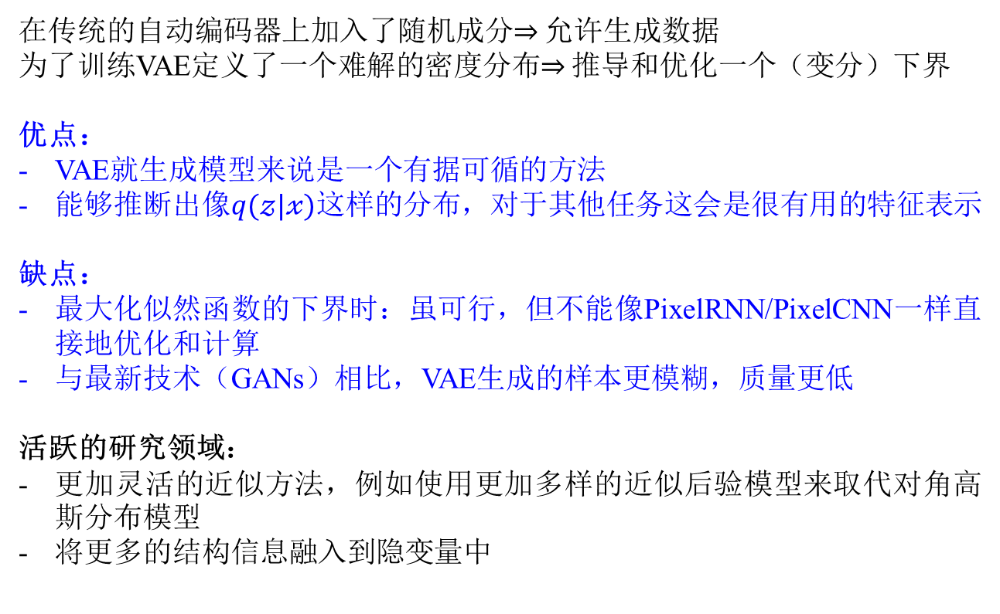 在传统的自动编码器上加入了随机成分⇒ 允许生成数据
为了训练VAE定义了一个难解的密度分布⇒ 推导和优化一个（变分）下界
优点：
- VAE就生成模型来说是一个有据可循的方法
- 能够推断出像q(z|x)这样的分布，对于其他任务这会是很有用的特征表示
缺点：
- 最大化似然函数的下界时：虽可行，但不能像PixelRNN/PixelCNN一样直
接地优化和计算
- 与最新技术（GANs）相比，VAE生成的样本更模糊，质量更低
活跃的研究领域：
- 更加灵活的近似方法，例如使用更加多样的近似后验模型来取代对角高
斯分布模型
- 将更多的结构信息融入到隐变量中